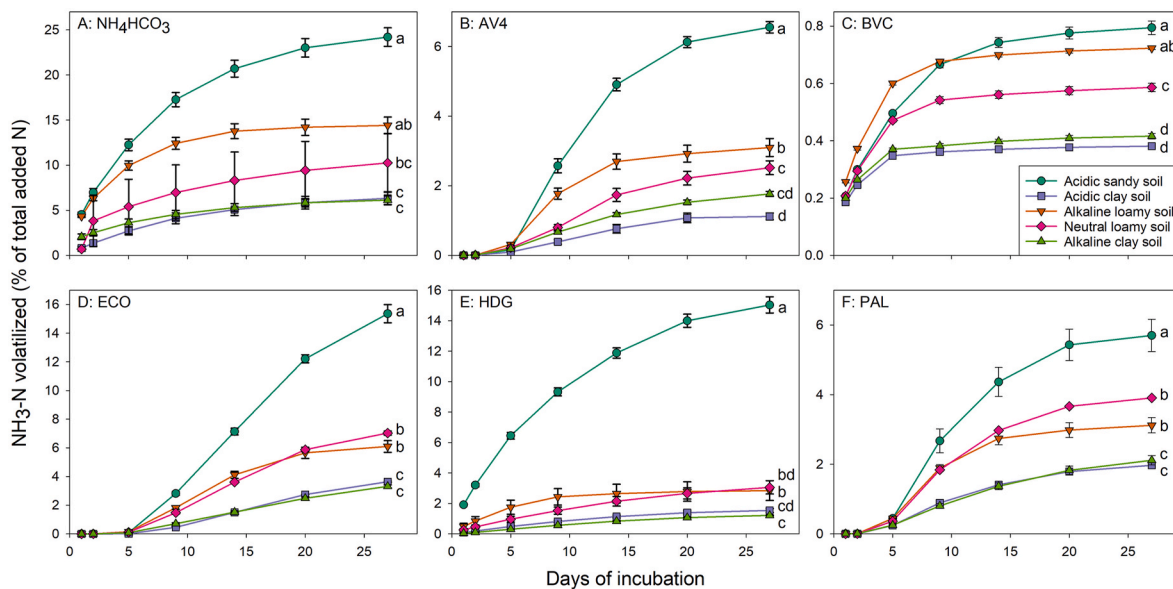 A: NH4HCO3
B: AV4
C: BVC
25
20
15
10
5
0
6
4
2
0
0.8
0.6
0.4
0.2
0.0
a
ab
bc
c
c
a
b
c
cd
d
a
ab
c
d
d
Acidic sandy soil
Acidic clay soil
Alkaline loamy soil
Neutral loamy soil
Alkaline clay soil
NH3-N volatilized (% of total added N)
D: ECO
E: HDG
F: PAL
16
14
12
10
8
6
4
2
0
16
14
12
10
8
6
4
2
0
6
4
2
0
a
b
b
c
c
a
bd
b
cd
c
a
b
b
c
c
0 5 10 15 20 25
0 5 10 15 20 25
0 5 10 15 20 25
Days of incubation